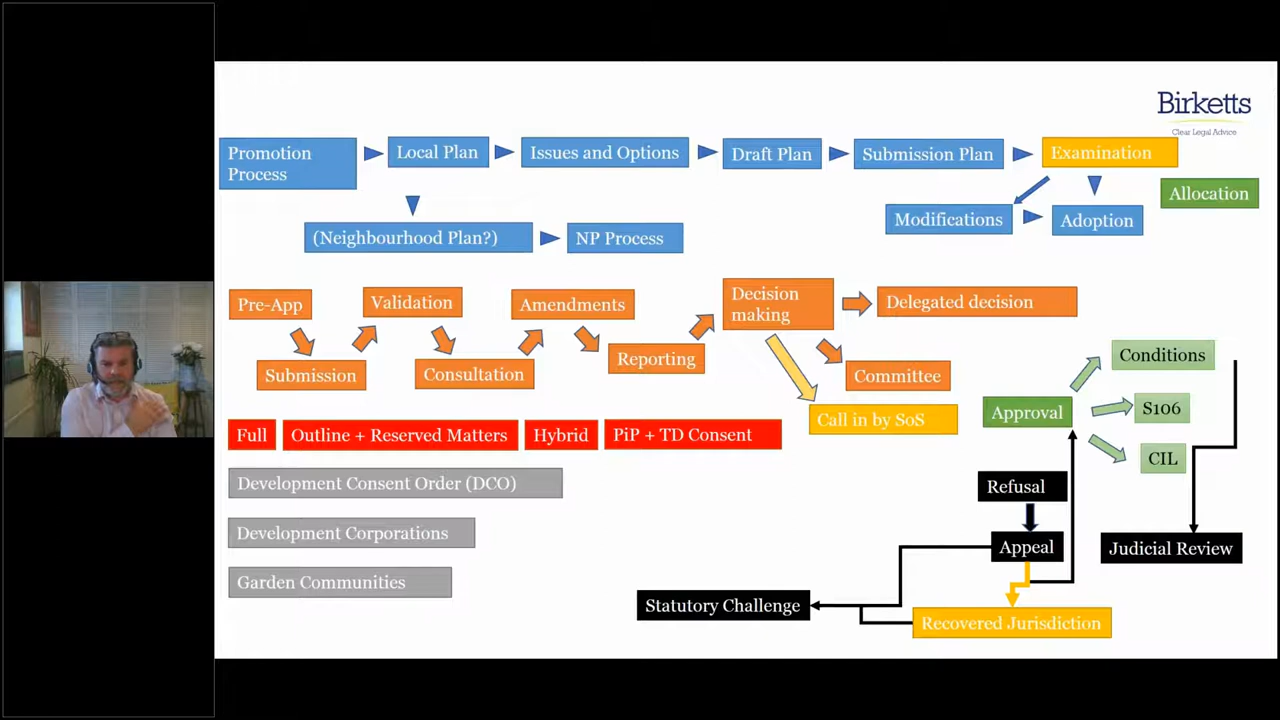 Birketts
Clear Legal Advice
Promotion
Process
Local Plan
Issues and Options
Draft Plan
Submission Plan
Examination
Allocation
(Neighbourhood Plan?)
NP Process
Modifications
Adoption
Pre-App
Validation
Amendments
Decision
making
Delegated decision
Submission
Consultation
Reporting
Committee
Call in by SoS
Conditions
Approval
S106
CIL
Full
Outline + Reserved Matters
Hybrid
PiP + TD Consent
Development Consent Order (DCO)
Development Corporations
Garden Communities
Refusal
Appeal
Judicial Review
Statutory Challenge
Recovered Jurisdiction